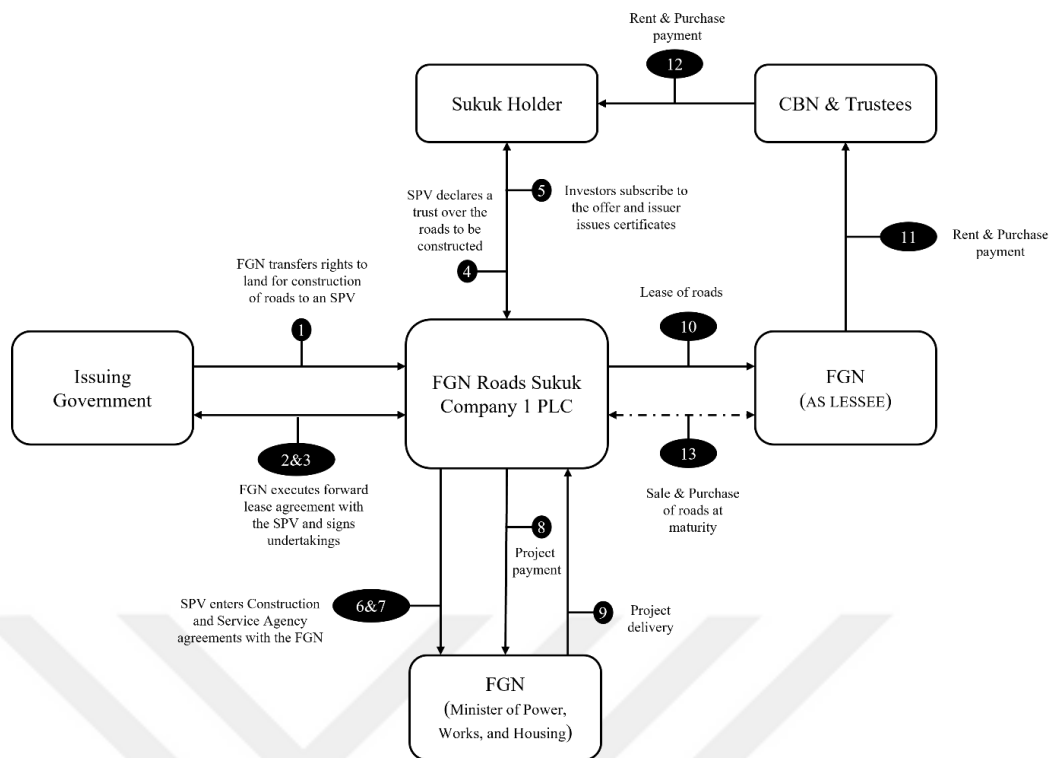 Rent & Purchase
payment
12
Sukuk Holder
CBN & Trustees
SPV declares a
trust over the
roads to be
constructed
4
5
Investors subscribe to
the offer and issuer
issues certificates
11
Rent & Purchase
payment
FGN transfers rights to
land for construction
of roads to an SPV
1
Lease of roads
10
Issuing
Government
FGN Roads Sukuk
Company 1 PLC
FGN
(AS LESSEE)
2&3
FGN executes forward
lease agreement with
the SPV and signs
undertakings
13
Sale & Purchase
of roads at
maturity
8
Project
payment
SPV enters Construction
and Service Agency
agreements with the FGN
6&7
9
Project
delivery
FGN
(Minister of Power,
Works, and Housing)